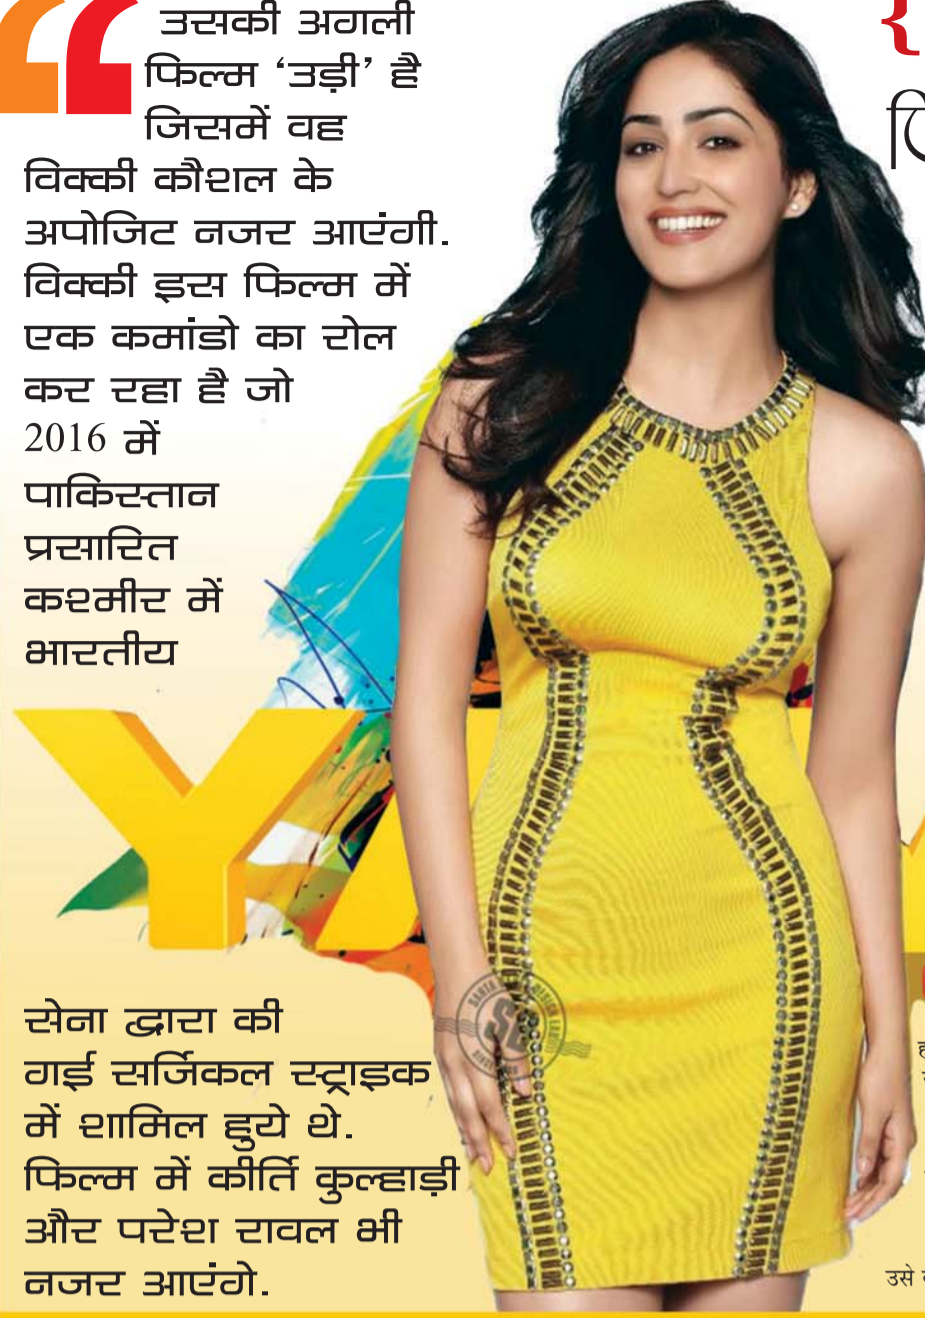 उसकी अगली
फिल्म ‘उड़ी’ है
जिसमें वह
विक्की कौशल के
अपोजिट नजर आएंगी.
विक्की इस फिल्म में
एक कमांडो का रोल
कर रहा है जो
2016 में
पाकिस्तान
प्रसारित
कश्मीर में
भारतीय
सेना द्वारा की
गई सर्जिकल स्ट्राइक
में शामिल हुये थे.
फिल्म में कीर्ति कुल्हाड़ी
और परेश रावल भी
नजर आएंगे.
उसे